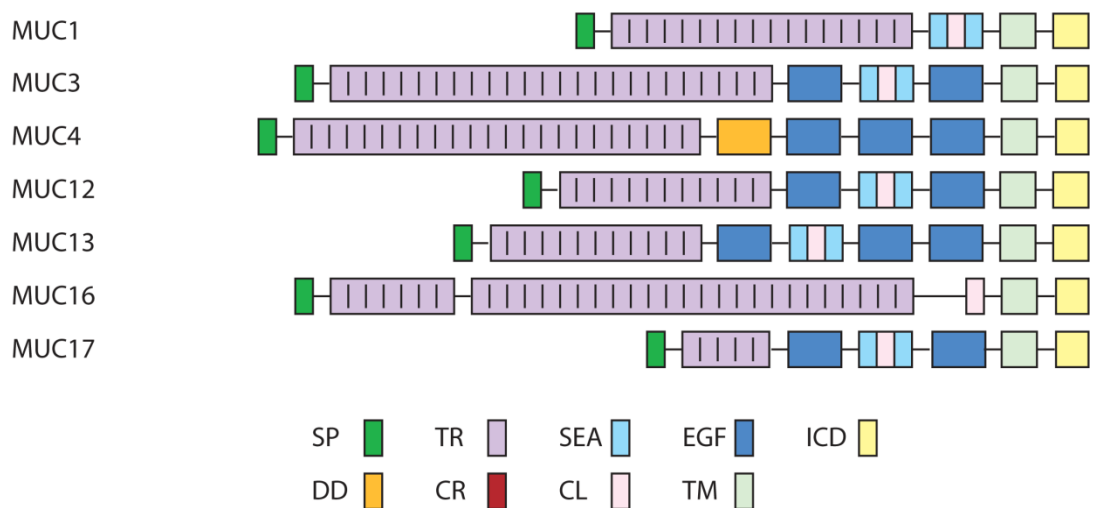 MUC1
MUC3
MUC4
MUC12
MUC13
MUC16
MUC17
SP TR SEA EGF ICD
DD CR CL TM